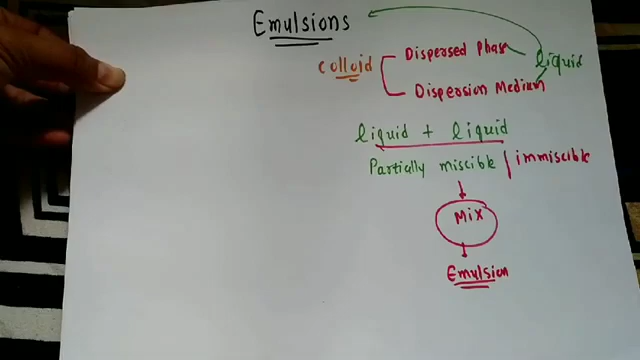 Emulsions
colloid
Dispersed Phase
liquid
Dispersion Medium
liquid + liquid
Partially miscible / immiscible
Mix
Emulsion